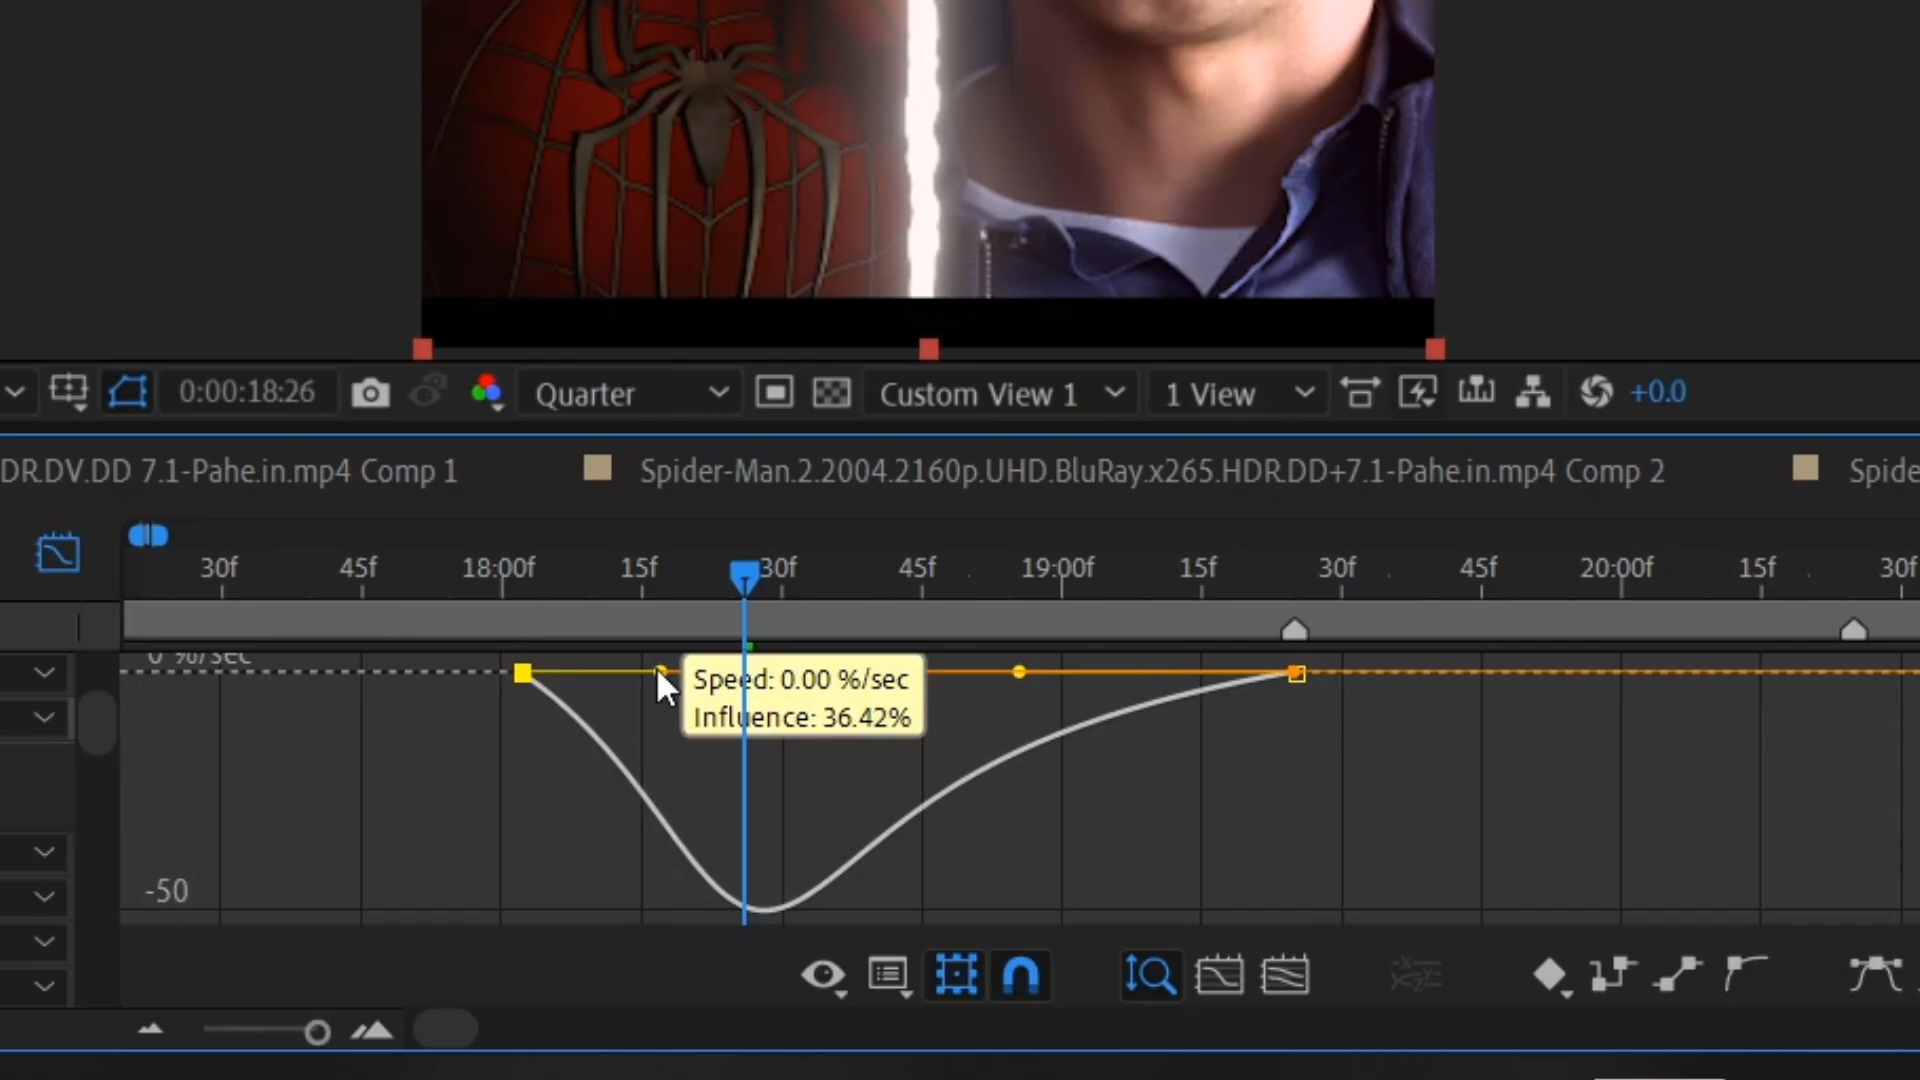 0:00:18:26
Quarter
Custom View 1
1 View
+0.0
DR.DV.DD 7.1-Pahe.in.mp4 Comp 1
Spider-Man.2.2004.2160p.UHD.BluRay.x265.HDR.DD+7.1-Pahe.in.mp4 Comp 2
Spide
30f 45f 18:00f 15f 30f 45f 19:00f 15f 30f 45f 20:00f 15f 30f
0 %/sec
Speed: 0.00 %/sec
Influence: 36.42%
-50